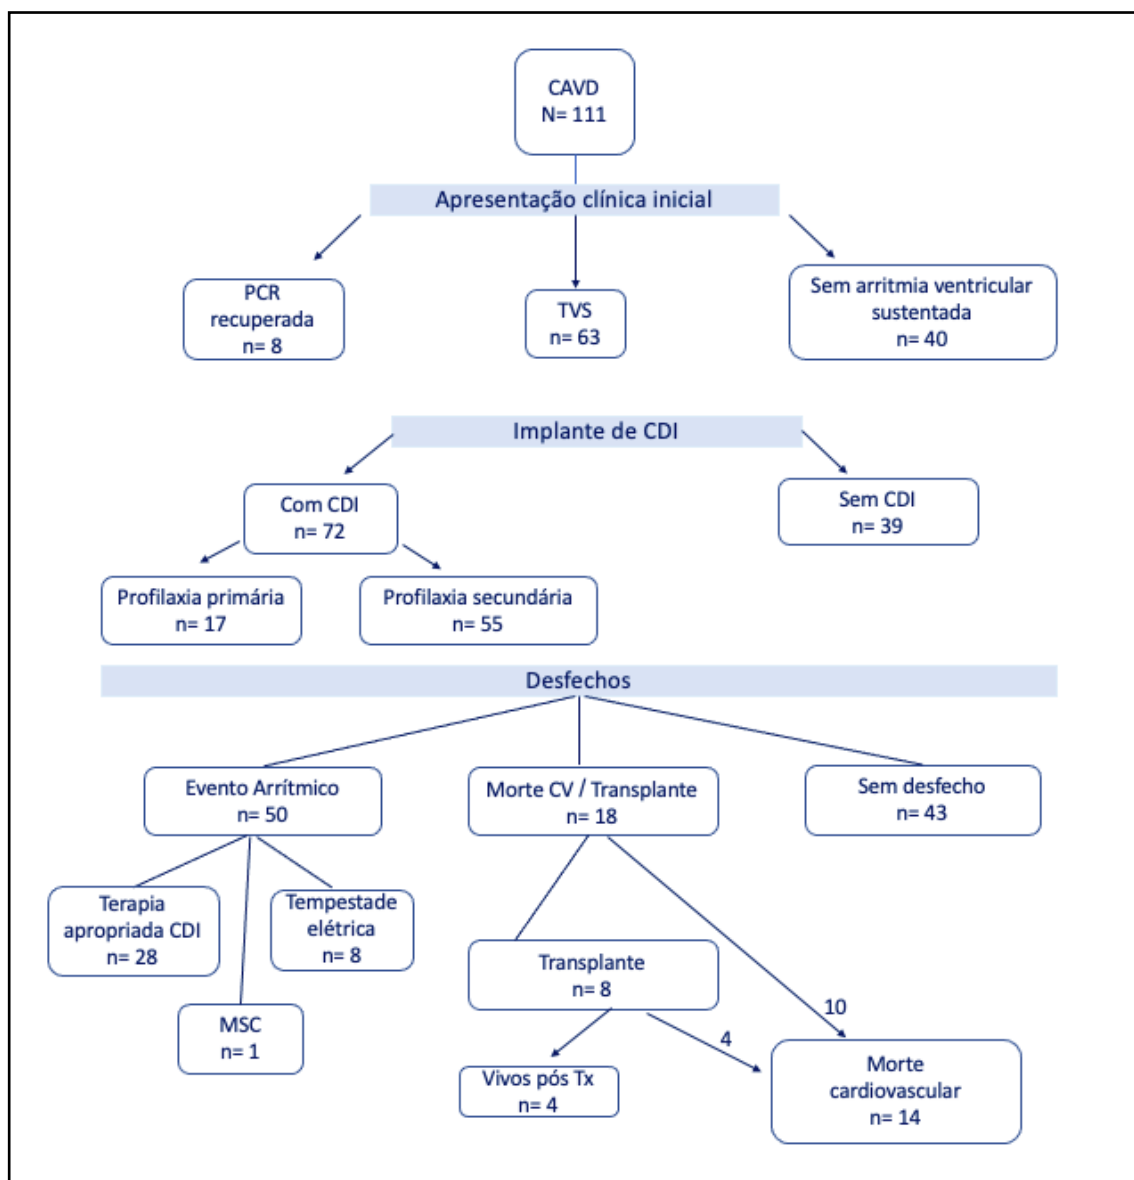 CAVD
N= 111
Apresentação clínica inicial
PCR
recuperada
n= 8
TVS
n= 63
Sem arritmia ventricular
sustentada
n= 40
Implante de CDI
Com CDI
n= 72
Sem CDI
n= 39
Profilaxia primária
n= 17
Profilaxia secundária
n= 55
Desfechos
Evento Arrítmico
n= 50
Morte CV / Transplante
n= 18
Sem desfecho
n= 43
Terapia
apropriada CDI
n= 28
Tempestade
elétrica
n= 8
MSC
n= 1
Transplante
n= 8
10
4
Vivos pós Tx
n= 4
Morte
cardiovascular
n= 14